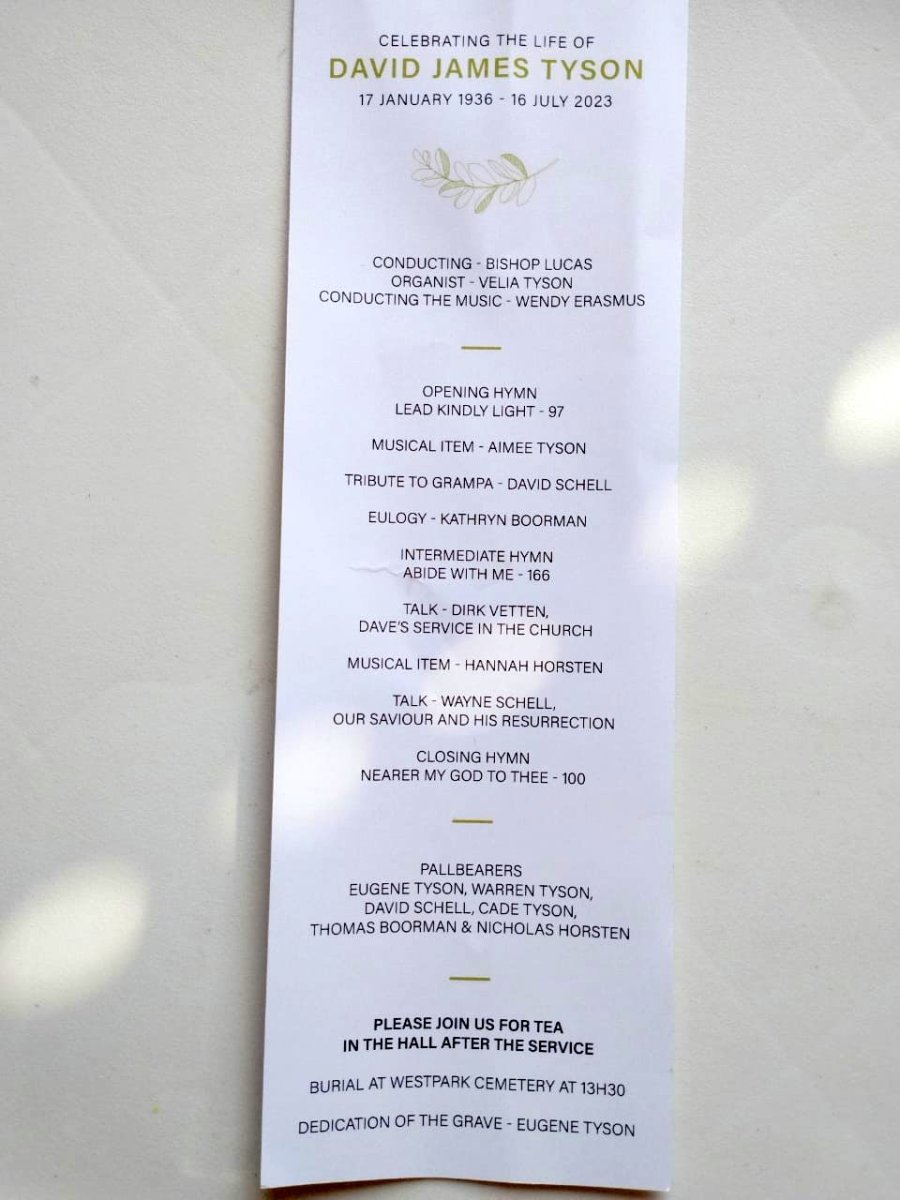 CELEBRATING THE LIFE OF
DAVID JAMES TYSON
17 JANUARY 1936 - 16 JULY 2023
CONDUCTING - BISHOP LUCAS
ORGANIST - VELIA TYSON
CONDUCTING THE MUSIC - WENDY ERASMUS
OPENING HYMN
LEAD KINDLY LIGHT - 97
MUSICAL ITEM - AIMEE TYSON
TRIBUTE TO GRAMPA - DAVID SCHELL
EULOGY - KATHRYN BOORMAN
INTERMEDIATE HYMN
ABIDE WITH ME - 166
TALK - DIRK VETTEN,
DAVE'S SERVICE IN THE CHURCH
MUSICAL ITEM - HANNAH HORSTEN
TALK - WAYNE SCHELL,
OUR SAVIOUR AND HIS RESURRECTION
CLOSING HYMN
NEARER MY GOD TO THEE - 100
PALLBEARERS
EUGENE TYSON, WARREN TYSON,
DAVID SCHELL, CADE TYSON,
THOMAS BOORMAN & NICHOLAS HORSTEN
PLEASE JOIN US FOR TEA
IN THE HALL AFTER THE SERVICE
BURIAL AT WESTPARK CEMETERY AT 13H30
DEDICATION OF THE GRAVE - EUGENE TYSON